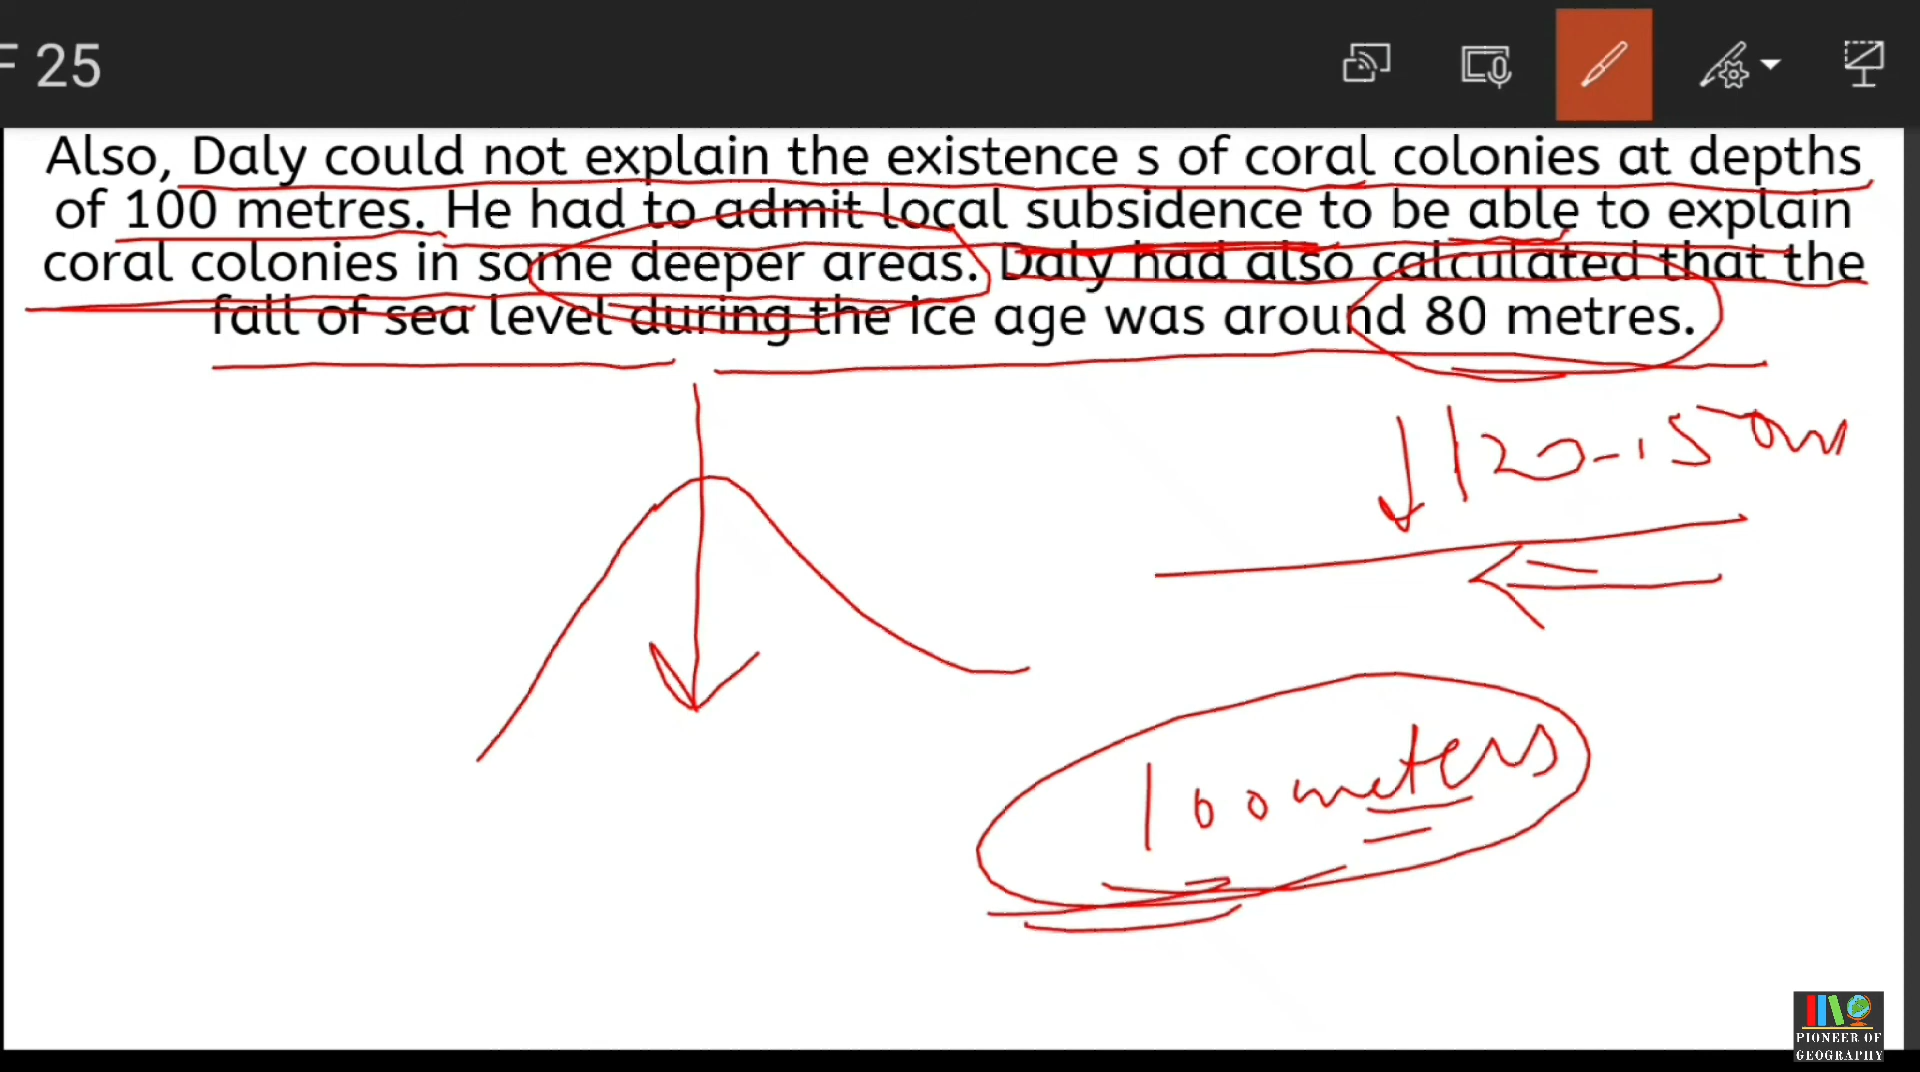 F 25
Also, Daly could not explain the existence s of coral colonies at depths
of 100 metres. He had to admit local subsidence to be able to explain
coral colonies in some deeper areas. Daly had also calculated that the
fall of sea level during the ice age was around 80 metres.
120-150m
100meters
PIONEER OF
GEOGRAPHY